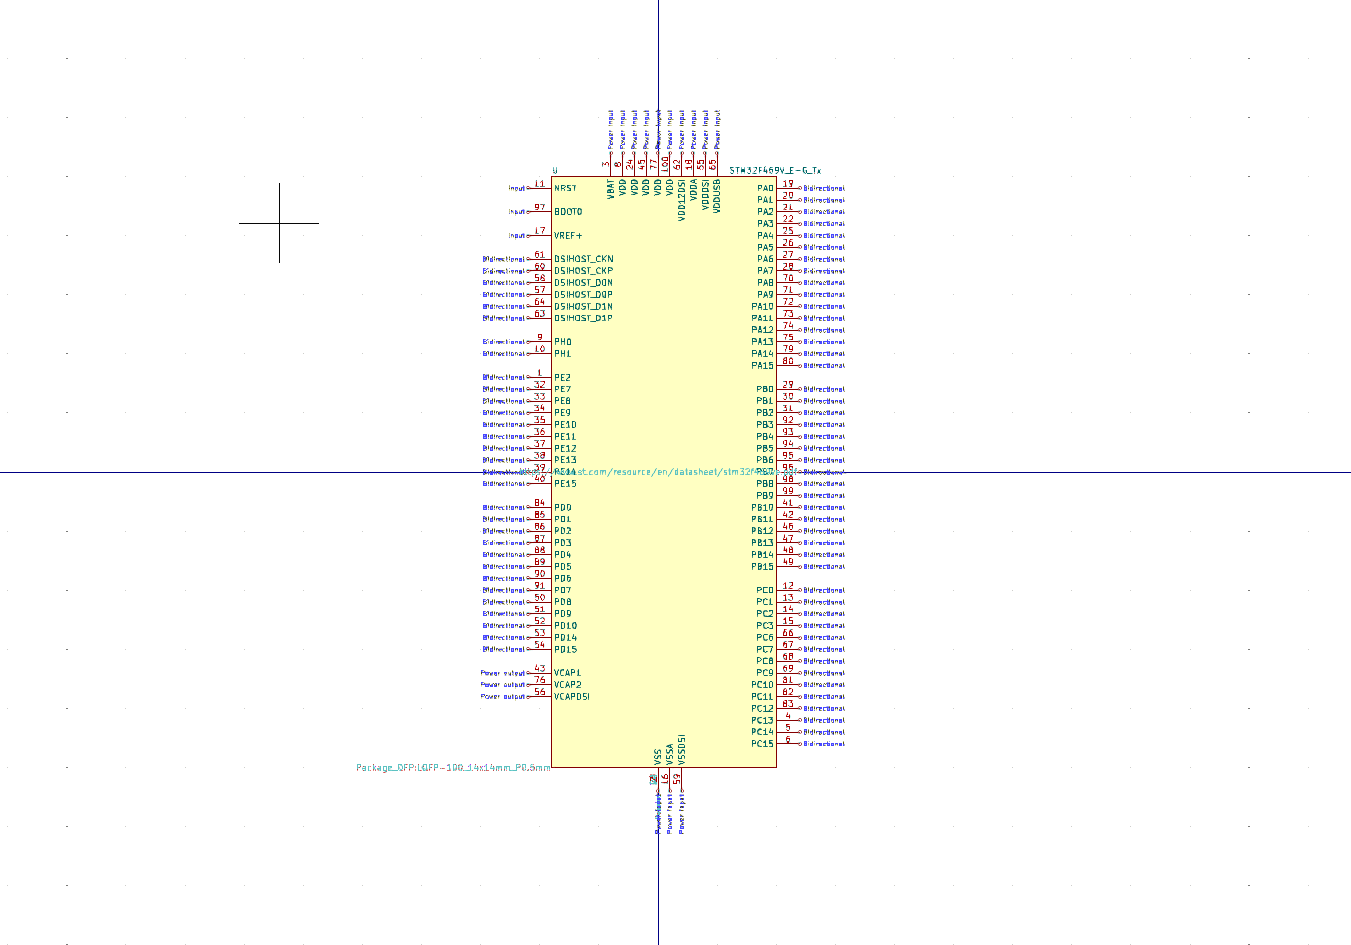 Power input Power input Power input Power input Power input Power input Power input Power input Power input Power input
3 8 24 45 77 100 62 18 55 65
U STM32F469V_E-G_Tx
VBAT VDD VDD VDD VDD VDD VDD12DSI VDDA VDDDSI VDDUSB
Input 11 NRST PA0 19 Bidirectional
PA1 20 Bidirectional
Input 97 BOOT0 PA2 21 Bidirectional
PA3 22 Bidirectional
Input 17 VREF+ PA4 25 Bidirectional
PA5 26 Bidirectional
Bidirectional 61 DSIHOST_CKN PA6 27 Bidirectional
Bidirectional 60 DSIHOST_CKP PA7 28 Bidirectional
Bidirectional 58 DSIHOST_D0N PA8 70 Bidirectional
Bidirectional 57 DSIHOST_D0P PA9 71 Bidirectional
Bidirectional 64 DSIHOST_D1N PA10 72 Bidirectional
Bidirectional 63 DSIHOST_D1P PA11 73 Bidirectional
PA12 74 Bidirectional
Bidirectional 9 PH0 PA13 75 Bidirectional
Bidirectional 10 PH1 PA14 79 Bidirectional
PA15 80 Bidirectional
Bidirectional 1 PE2
Bidirectional 32 PE7 PB0 29 Bidirectional
Bidirectional 33 PE8 PB1 30 Bidirectional
Bidirectional 34 PE9 PB2 31 Bidirectional
Bidirectional 35 PE10 PB3 92 Bidirectional
Bidirectional 36 PE11 PB4 93 Bidirectional
Bidirectional 37 PE12 PB5 94 Bidirectional
Bidirectional 38 PE13 PB6 95 Bidirectional
Bidirectional 39 PE14 .com/resource/en/datasheet/ PB7 96 Bidirectional
Bidirectional 40 PE15 PB8 98 Bidirectional
PB9 99 Bidirectional
Bidirectional 84 PD0 PB10 41 Bidirectional
Bidirectional 85 PD1 PB11 42 Bidirectional
Bidirectional 86 PD2 PB12 46 Bidirectional
Bidirectional 87 PD3 PB13 47 Bidirectional
Bidirectional 88 PD4 PB14 48 Bidirectional
Bidirectional 89 PD5 PB15 49 Bidirectional
Bidirectional 90 PD6
Bidirectional 91 PD7 PC0 12 Bidirectional
Bidirectional 50 PD8 PC1 13 Bidirectional
Bidirectional 51 PD9 PC2 14 Bidirectional
Bidirectional 52 PD10 PC3 15 Bidirectional
Bidirectional 53 PD14 PC6 66 Bidirectional
Bidirectional 54 PD15 PC7 67 Bidirectional
PC8 68 Bidirectional
Power output 43 VCAP1 PC9 69 Bidirectional
Power output 76 VCAP2 PC10 81 Bidirectional
Power output 56 VCAPDSI PC11 82 Bidirectional
PC12 83 Bidirectional
PC13 4 Bidirectional
PC14 5 Bidirectional
PC15 6 Bidirectional
VSS VSSA VSSDSI
Package_QFP:LQFP-100_14x14mm_P0.5mm
16 59
Power input Power input